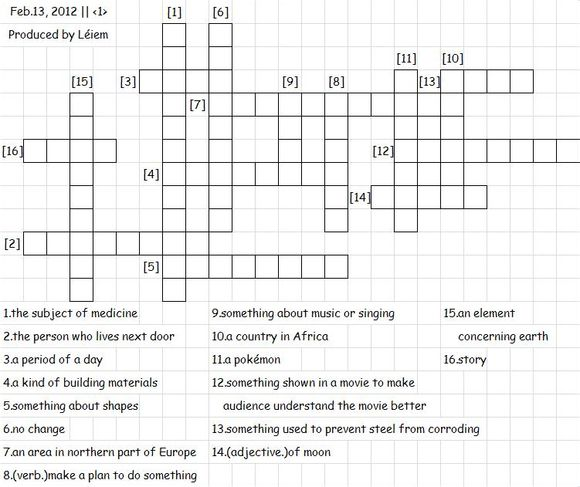 Feb.13, 2012 || <1>
Produced by Léiem
[1]
[6]
[11]
[10]
[15]
[3]
[9]
[8]
[13]
[7]
[16]
[12]
[4]
[14]
[2]
[5]
1.the subject of medicine
2.the person who lives next door
3.a period of a day
4.a kind of building materials
5.something about shapes
6.no change
7.an area in northern part of Europe
8.(verb.)make a plan to do something
9.something about music or singing
10.a country in Africa
11.a pokémon
12.something shown in a movie to make
audience understand the movie better
13.something used to prevent steel from corroding
14.(adjective.)of moon
15.an element
concerning earth
16.story